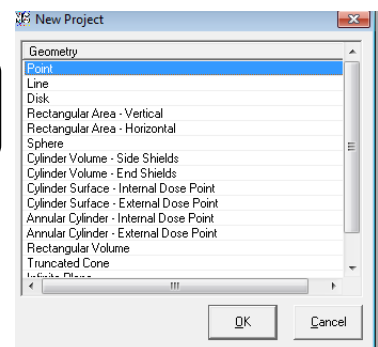 New Project
Geometry
Point
Line
Disk
Rectangular Area - Vertical
Rectangular Area - Horizontal
Sphere
Cylinder Volume - Side Shields
Cylinder Volume - End Shields
Cylinder Surface - Internal Dose Point
Cylinder Surface - External Dose Point
Annular Cylinder - Internal Dose Point
Annular Cylinder - External Dose Point
Rectangular Volume
Truncated Cone
Infinite Plane
OK
Cancel